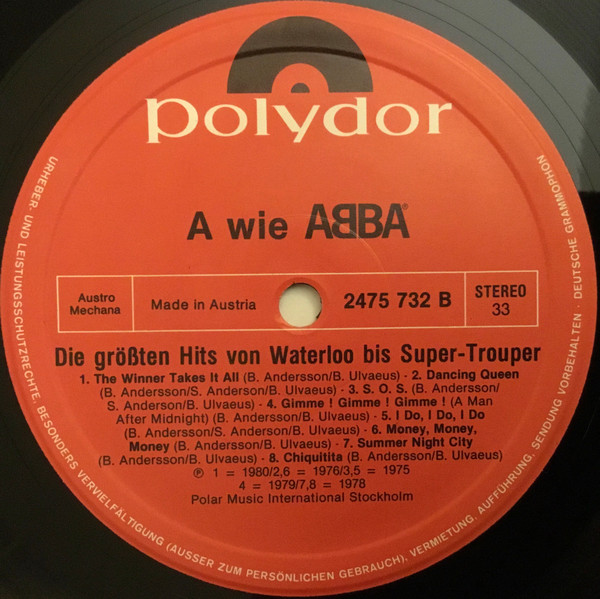 polydor
A wie ABBA®
Austro
Mechana
Made in Austria
2475 732 B
STEREO
33
Die größten Hits von Waterloo bis Super-Trouper
1. The Winner Takes It All (B. Andersson/B. Ulvaeus) - 2. Dancing Queen
(B. Andersson/S. Anderson/B. Ulvaeus) - 3. S. O. S. (B. Andersson/
S. Anderson/B. Ulvaeus) - 4. Gimme ! Gimme ! Gimme ! (A Man
After Midnight) (B. Andersson/B. Ulvaeus) - 5. I Do, I Do, I Do
(B. Andersson/S. Anderson/B. Ulvaeus) - 6. Money, Money,
Money (B. Andersson/B. Ulvaeus) - 7. Summer Night City
(B. Andersson/B. Ulvaeus) - 8. Chiquitita (B. Andersson/B. Ulvaeus)
℗ 1 = 1980/2,6 = 1976/3,5 = 1975
4 = 1979/7,8 = 1978
Polar Music International Stockholm
URHEBER- UND LEISTUNGSSCHUTZRECHTE, BESONDERS VERVIELFÄLTIGUNG (AUSSER ZUM PERSÖNLICHEN GEBRAUCH), VERMIETUNG, AUFFÜHRUNG, SENDUNG VORBEHALTEN · DEUTSCHE GRAMMOPHON